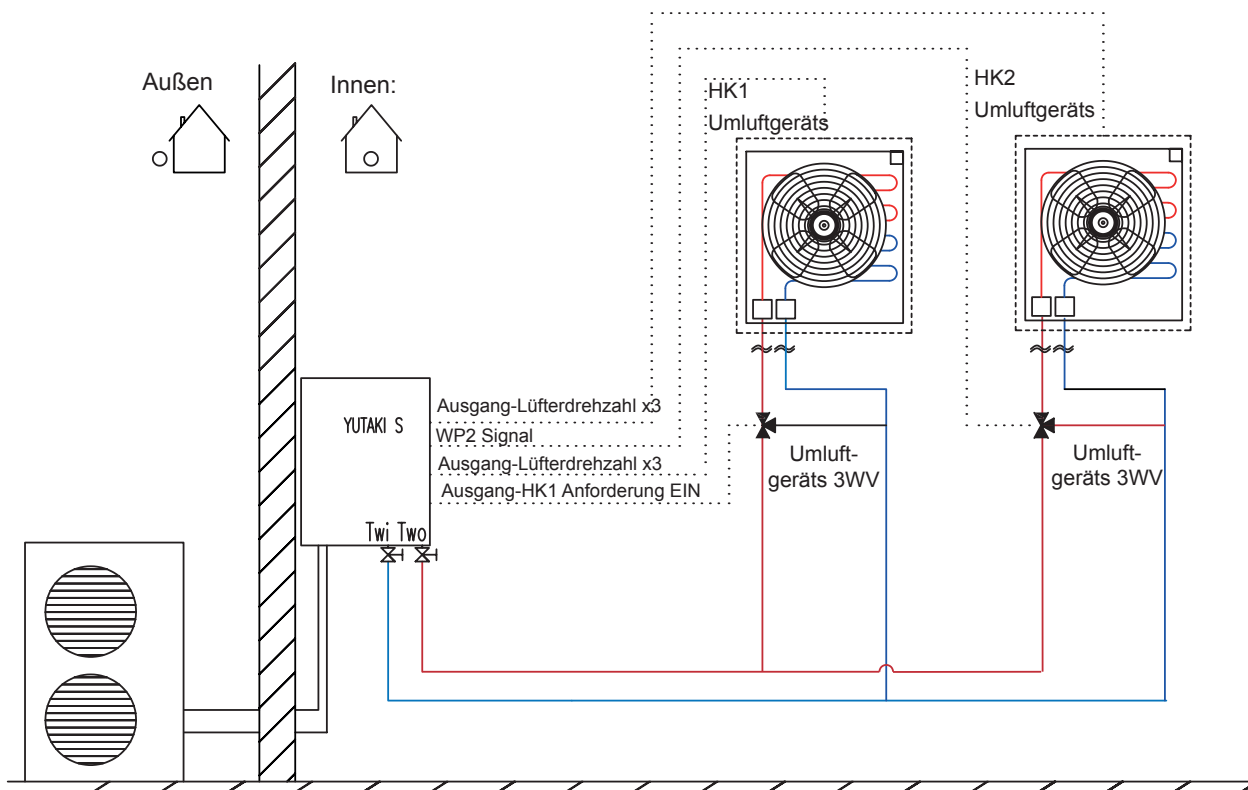 Außen
Innen:
HK1
Umluftgeräts
HK2
Umluftgeräts
YUTAKI S
Ausgang-Lüfterdrehzahl x3
WP2 Signal
Ausgang-Lüfterdrehzahl x3
Ausgang-HK1 Anforderung EIN
Twi Two
Umluft-
geräts 3WV
Umluft-
geräts 3WV